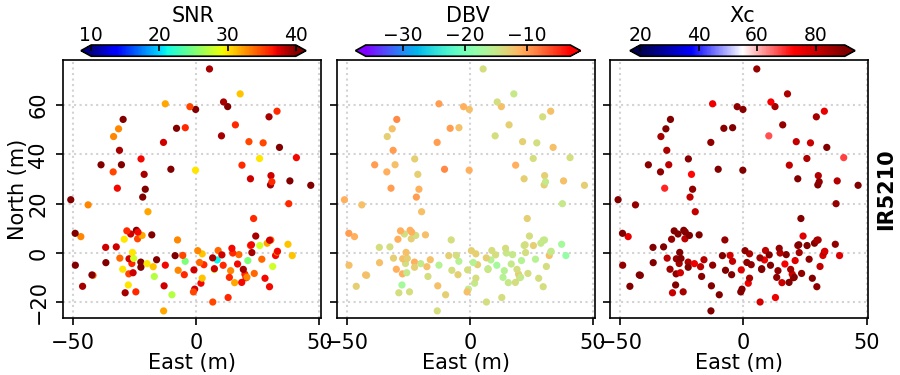 SNR DBV Xc
10 20 30 40 −30 −20 −10 20 40 60 80
60
40
20
0
−20
North (m)
IR5210
−50 0 50 −50 0 50 −50 0 50
East (m) East (m) East (m)